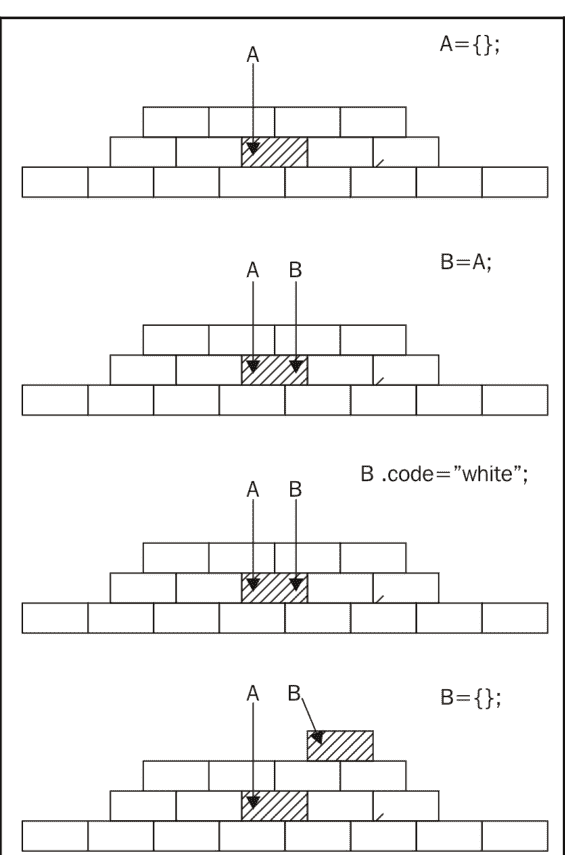 A={};
A
B=A;
A B
B .code=”white”;
A B
B={};
A B